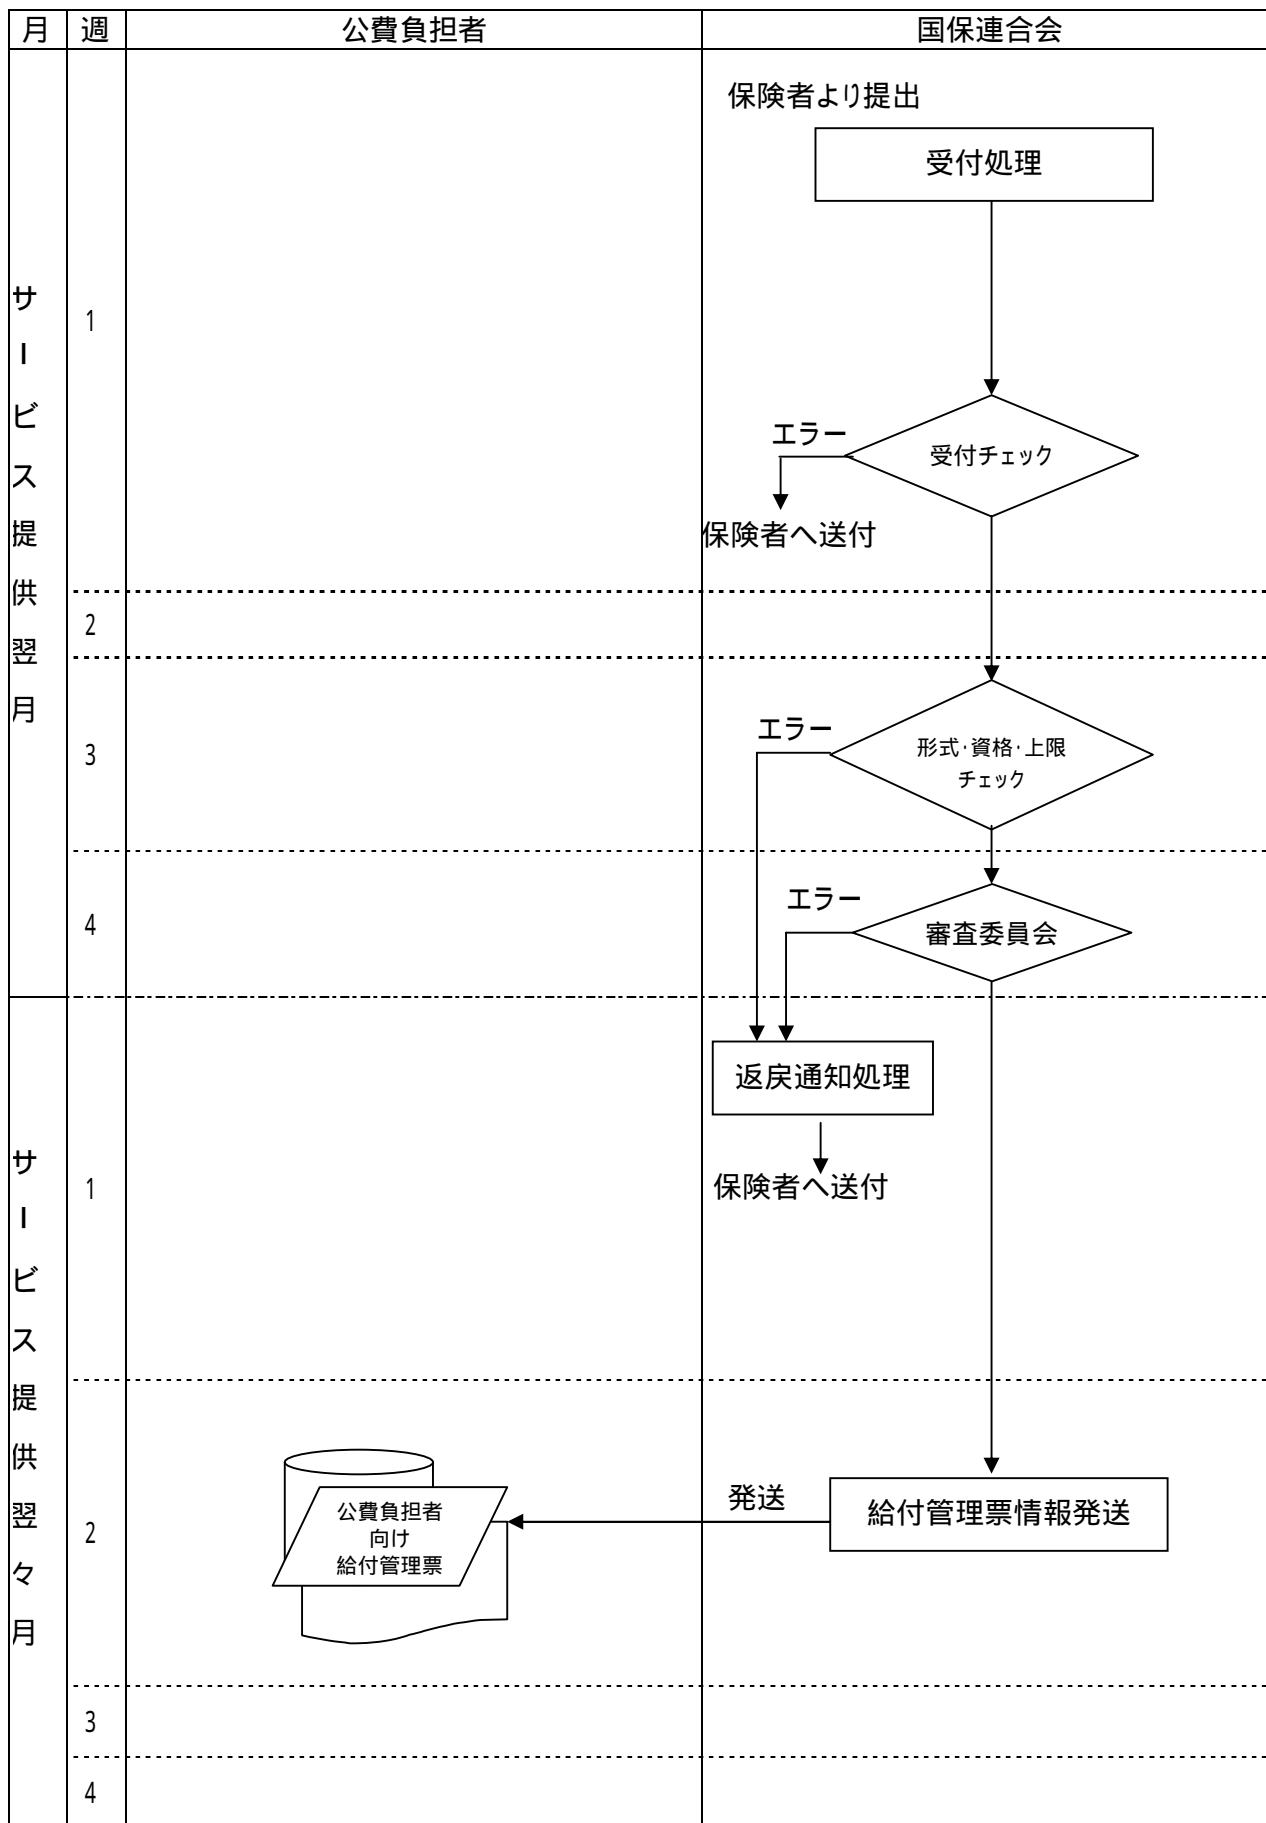 月 週 公費負担者 国保連合会
保険者より提出
受付処理
サービス提供翌月
1
エラー
受付チェック
保険者へ送付
2
3
エラー
形式・資格・上限
チェック
4
エラー
審査委員会
返戻通知処理
保険者へ送付
サービス提供翌々月
1
2
公費負担者
向け
給付管理票
発送
給付管理票情報発送
3
4